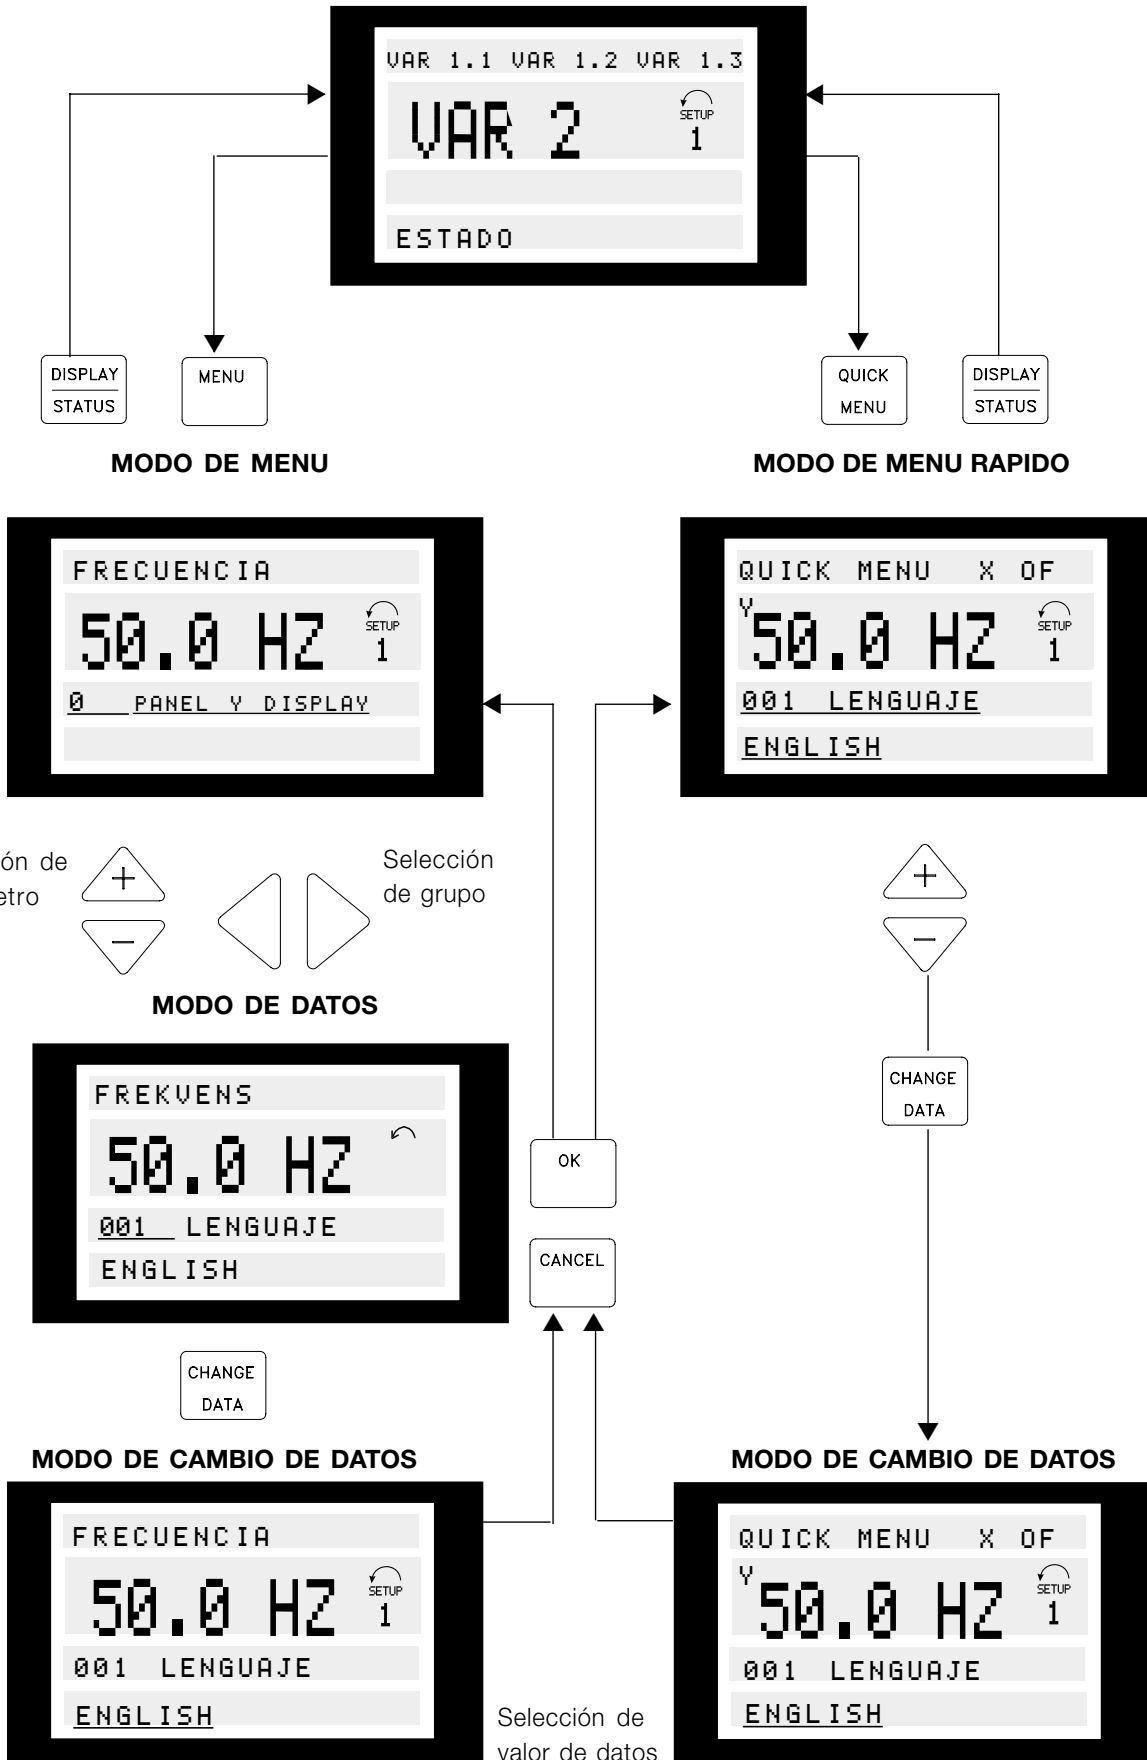 VAR 1.1 VAR 1.2 VAR 1.3
VAR 2
SETUP
1
ESTADO
DISPLAY
STATUS
MENU
QUICK
MENU
DISPLAY
STATUS
MODO DE MENU
MODO DE MENU RAPIDO
FRECUENCIA
50.0 HZ
SETUP
1
0 PANEL Y DISPLAY
QUICK MENU X OF
Y
50.0 HZ
SETUP
1
001 LENGUAJE
ENGLISH
ión de
etro
+
−
Selección
de grupo
+
−
MODO DE DATOS
FREKVENS
50.0 HZ
001 LENGUAJE
ENGLISH
OK
CANCEL
CHANGE
DATA
CHANGE
DATA
MODO DE CAMBIO DE DATOS
MODO DE CAMBIO DE DATOS
FRECUENCIA
50.0 HZ
SETUP
1
001 LENGUAJE
ENGLISH
Selección de
valor de datos
QUICK MENU X OF
Y
50.0 HZ
SETUP
1
001 LENGUAJE
ENGLISH